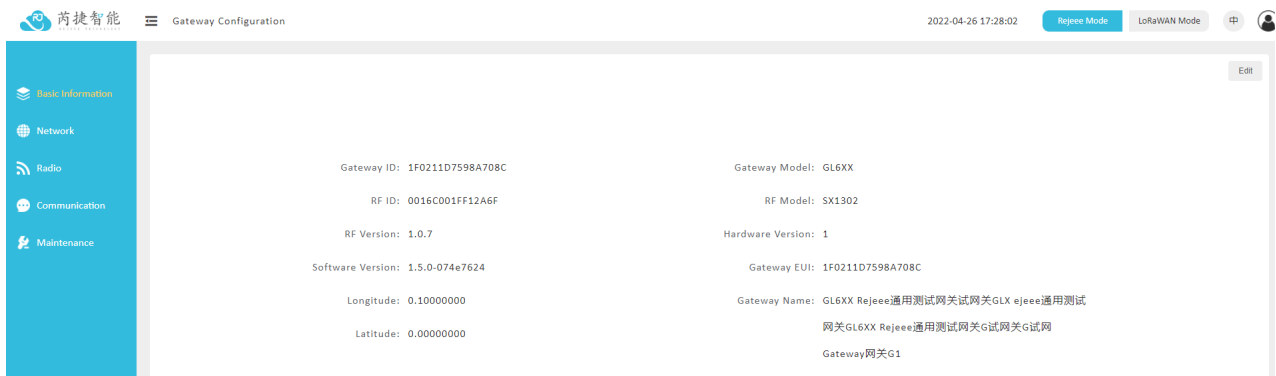 芮捷智能
Gateway Configuration
2022-04-26 17:28:02
Rejeee Mode
LoRaWAN Mode
中
Edit
Basic Information
Network
Radio
Communication
Maintenance
Gateway ID: 1F0211D7598A708C
Gateway Model: GL6XX
RF ID: 0016C001FF12A6F
RF Model: SX1302
RF Version: 1.0.7
Hardware Version: 1
Software Version: 1.5.0-074e7624
Gateway EUI: 1F0211D7598A708C
Longitude: 0.10000000
Gateway Name: GL6XX Rejeee通用测试网关试网关GLX ejeee通用测试
网关GL6XX Rejeee通用测试网关G试网关G试网
Latitude: 0.00000000
Gateway网关G1